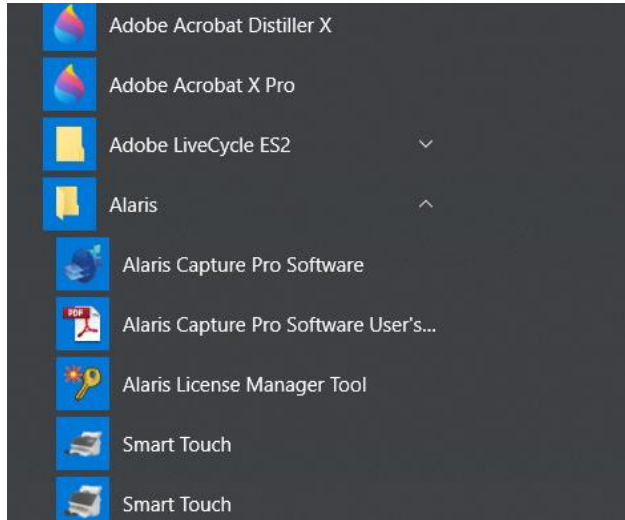 Adobe Acrobat Distiller X
Adobe Acrobat X Pro
Adobe LiveCycle ES2
Alaris
Alaris Capture Pro Software
PDF
Alaris Capture Pro Software User's...
Alaris License Manager Tool
Smart Touch
Smart Touch